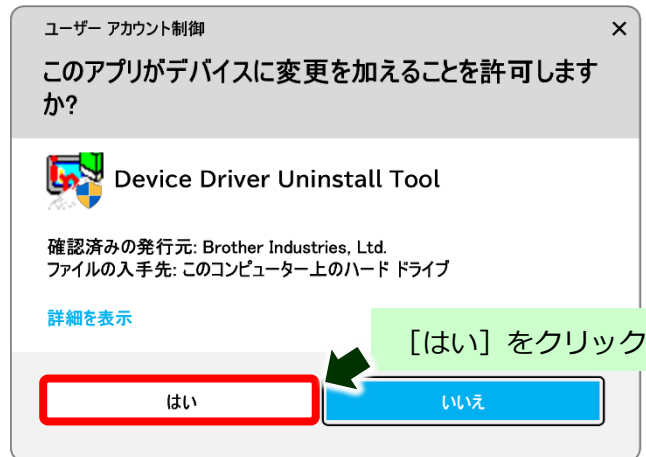 ユーザー アカウント制御
このアプリがデバイスに変更を加えることを許可します
か?
Device Driver Uninstall Tool
確認済みの発行元: Brother Industries, Ltd.
ファイルの入手先: このコンピューター上のハード ドライブ
詳細を表示
［はい］をクリック
はい
いいえ